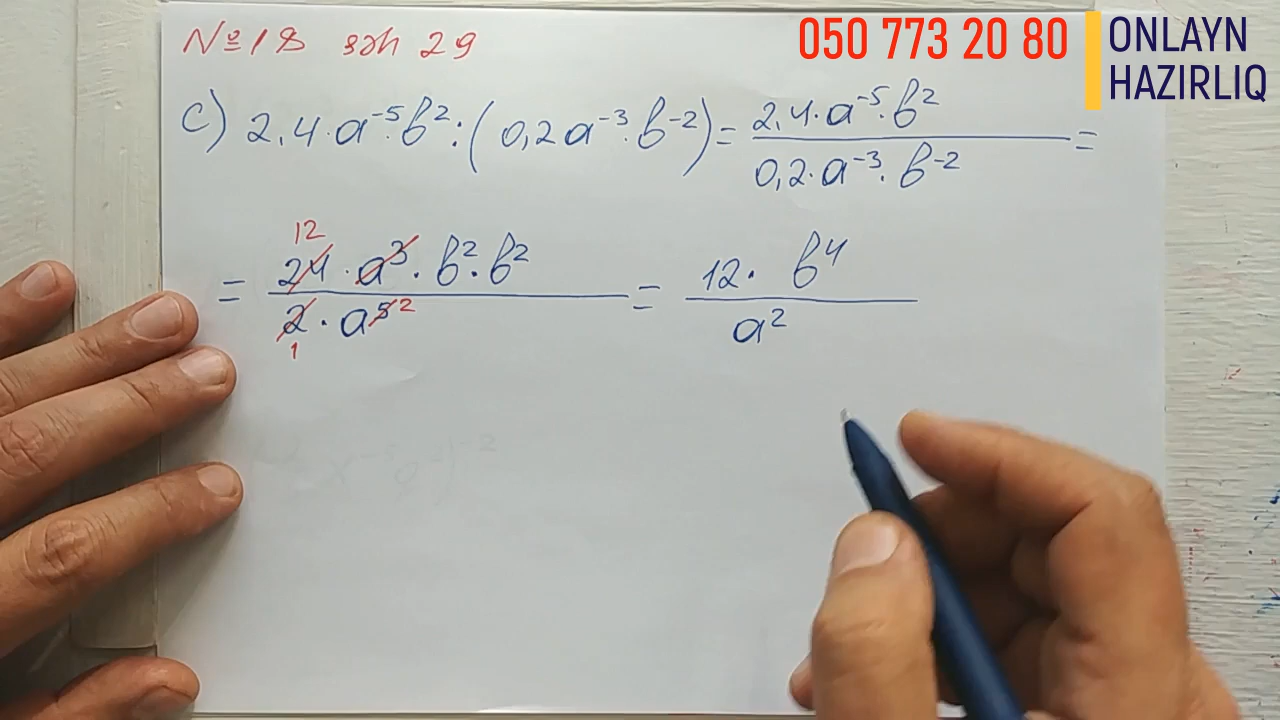 №18 səh 29
050 773 20 80
ONLAYN
HAZIRLIQ
c) 2,4·a⁻⁵·b²:(0,2a⁻³·b⁻²)= 2,4·a⁻⁵·b² / 0,2·a⁻³·b⁻² =
12
= 24·a³·b²·b² / 2·a⁵ ² = 12·b⁴ / a²
1